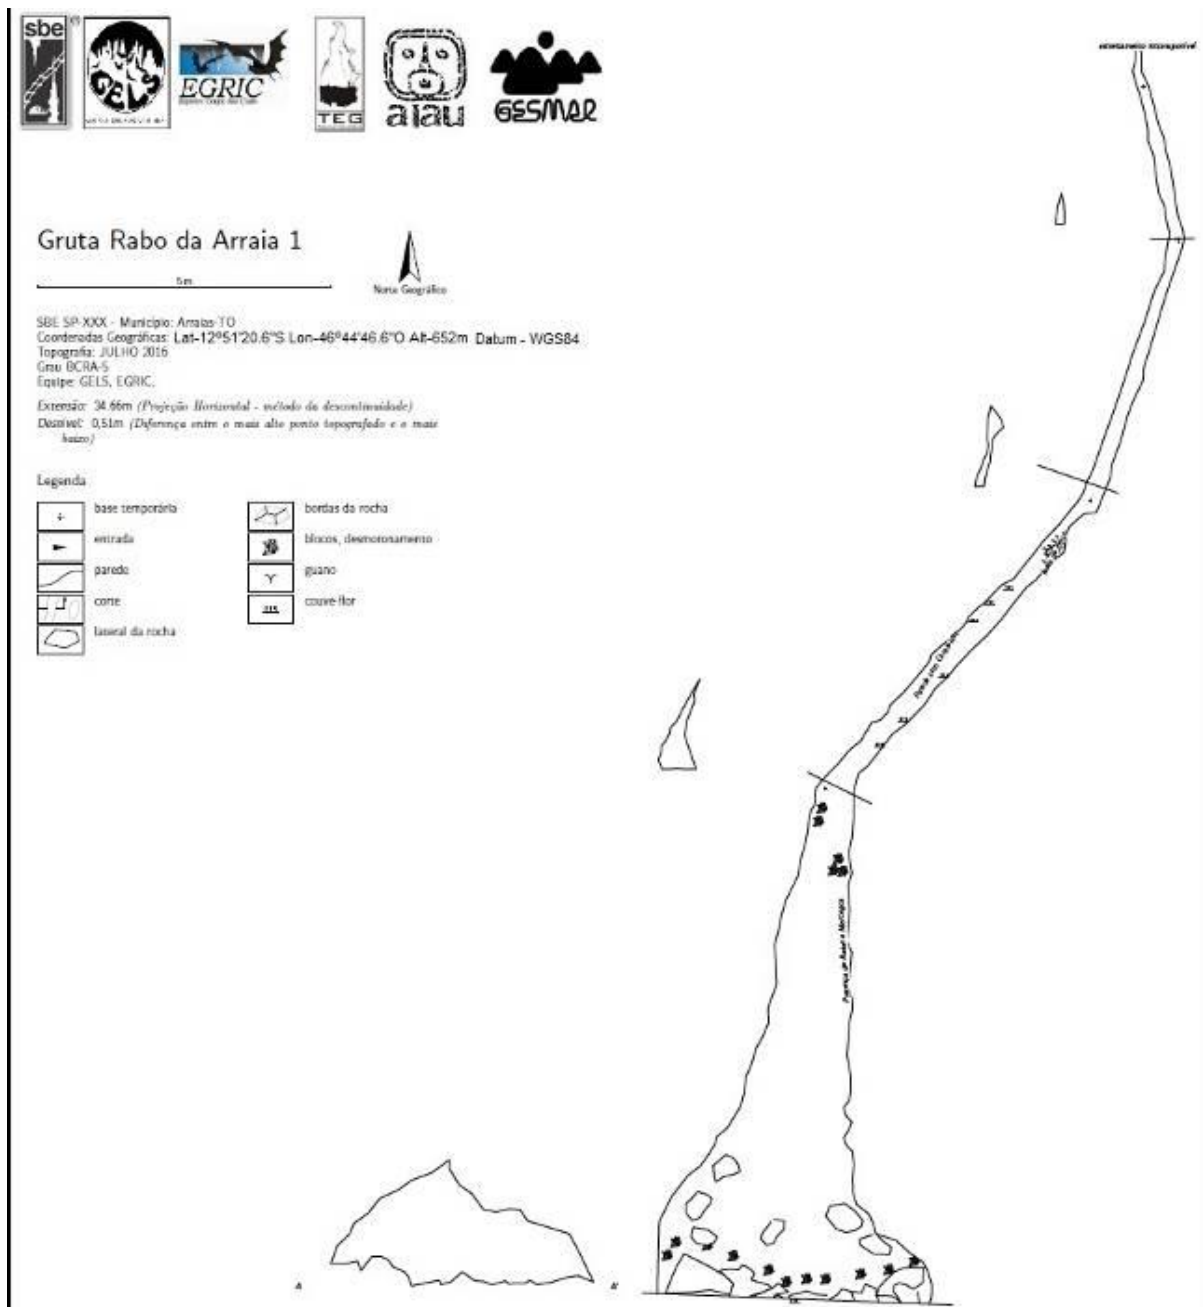 sbe
GELS
EGRIC
TEG
aiau
GESMAR
estreitamento intransponível
Gruta Rabo da Arraia 1
5m
Norte Geográfico
SBE SP-XXX - Município: Arraias-TO
Coordenadas Geográficas: Lat-12º51'20.6"S Lon-46º44'46.6"O Alt-652m Datum - WGS84
Topografia: JULHO 2016
Grau BCRA-5
Equipe: GELS, EGRIC,
Extensão: 34.66m (Projeção Horizontal - método da descontinuidade)
Desnível: 0,51m (Diferença entre o mais alto ponto topografado e o mais
baixo)
Legenda
base temporária
entrada
parede
corte
lateral da rocha
bordas da rocha
blocos, desmoronamento
guano
couve-flor
A
A'